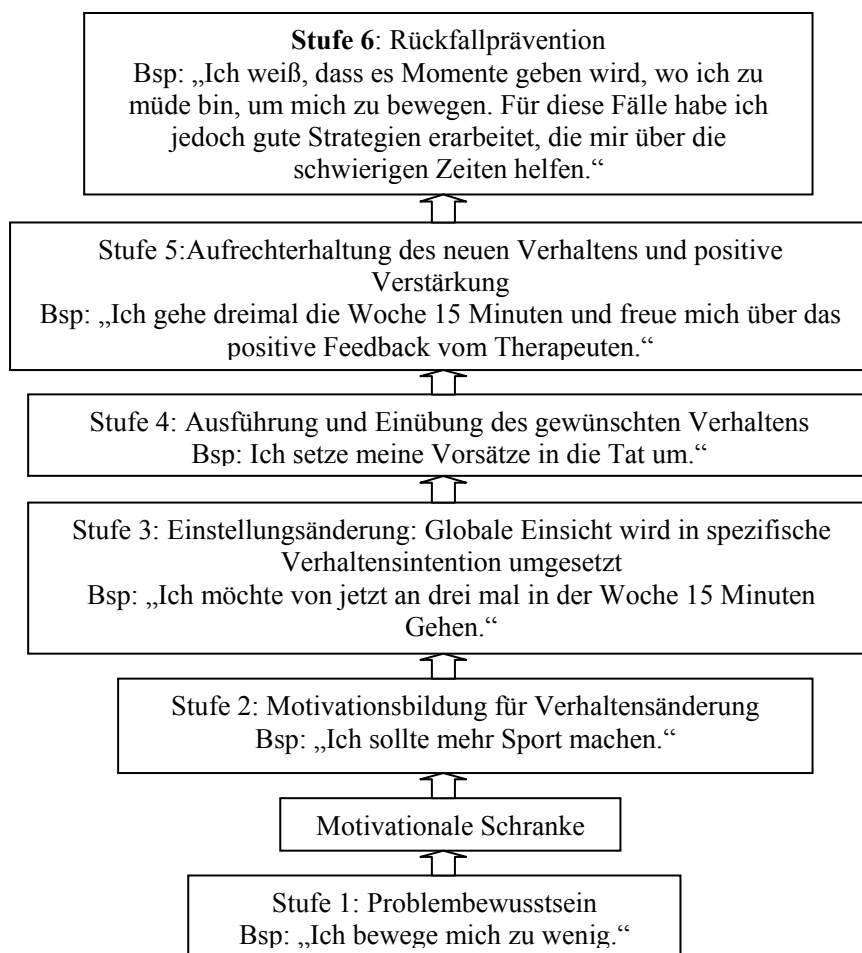 Stufe 6: Rückfallprävention
Bsp: „Ich weiß, dass es Momente geben wird, wo ich zu
müde bin, um mich zu bewegen. Für diese Fälle habe ich
jedoch gute Strategien erarbeitet, die mir über die
schwierigen Zeiten helfen.“
Stufe 5:Aufrechterhaltung des neuen Verhaltens und positive
Verstärkung
Bsp: „Ich gehe dreimal die Woche 15 Minuten und freue mich über das
positive Feedback vom Therapeuten.“
Stufe 4: Ausführung und Einübung des gewünschten Verhaltens
Bsp: Ich setze meine Vorsätze in die Tat um.“
Stufe 3: Einstellungsänderung: Globale Einsicht wird in spezifische
Verhaltensintention umgesetzt
Bsp: „Ich möchte von jetzt an drei mal in der Woche 15 Minuten
Gehen.“
Stufe 2: Motivationsbildung für Verhaltensänderung
Bsp: „Ich sollte mehr Sport machen.“
Motivationale Schranke
Stufe 1: Problembewusstsein
Bsp: „Ich bewege mich zu wenig.“